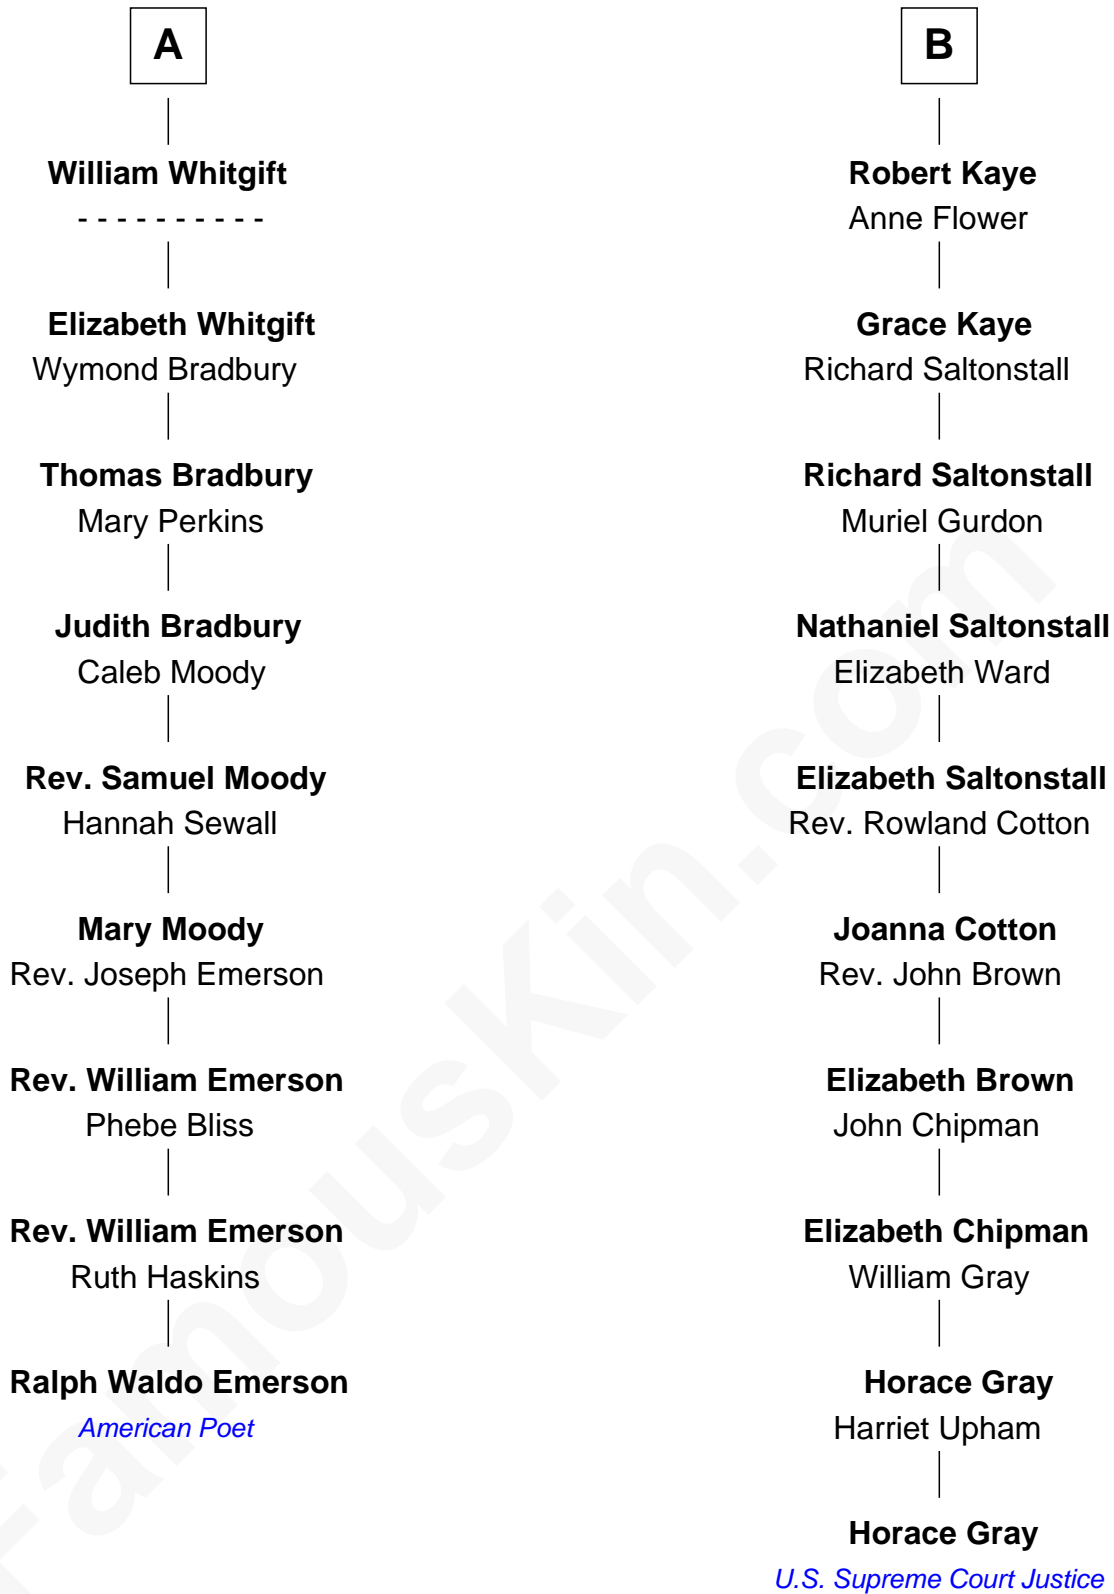 A
William Whitgift
- - - - - - - - - -
Elizabeth Whitgift
Wymond Bradbury
Thomas Bradbury
Mary Perkins
Judith Bradbury
Caleb Moody
Rev. Samuel Moody
Hannah Sewall
Mary Moody
Rev. Joseph Emerson
Rev. William Emerson
Phebe Bliss
Rev. William Emerson
Ruth Haskins
Ralph Waldo Emerson
American Poet
B
Robert Kaye
Anne Flower
Grace Kaye
Richard Saltonstall
Richard Saltonstall
Muriel Gurdon
Nathaniel Saltonstall
Elizabeth Ward
Elizabeth Saltonstall
Rev. Rowland Cotton
Joanna Cotton
Rev. John Brown
Elizabeth Brown
John Chipman
Elizabeth Chipman
William Gray
Horace Gray
Harriet Upham
Horace Gray
U.S. Supreme Court Justice
FamousKin.com